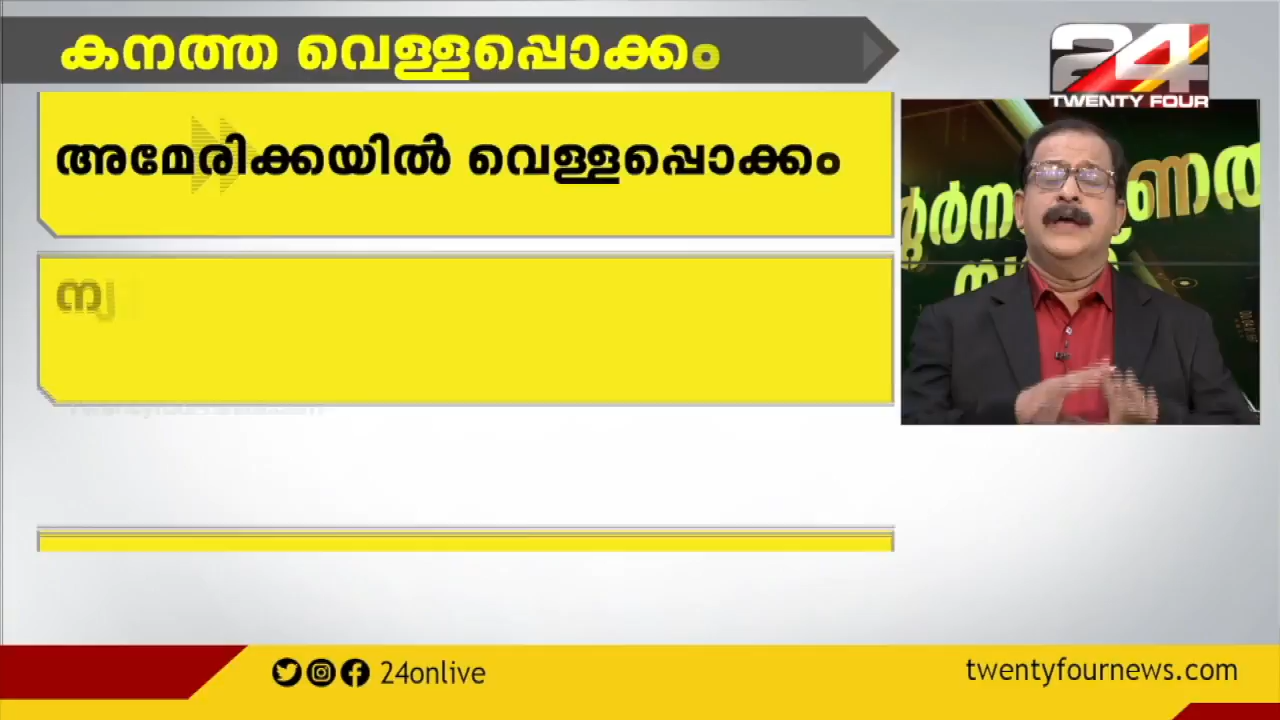 കനത്ത വെള്ളപ്പൊക്കം
24
TWENTY FOUR
അമേരിക്കയിൽ വെള്ളപ്പൊക്കം
ന്യ
24onlive
twentyfournews.com